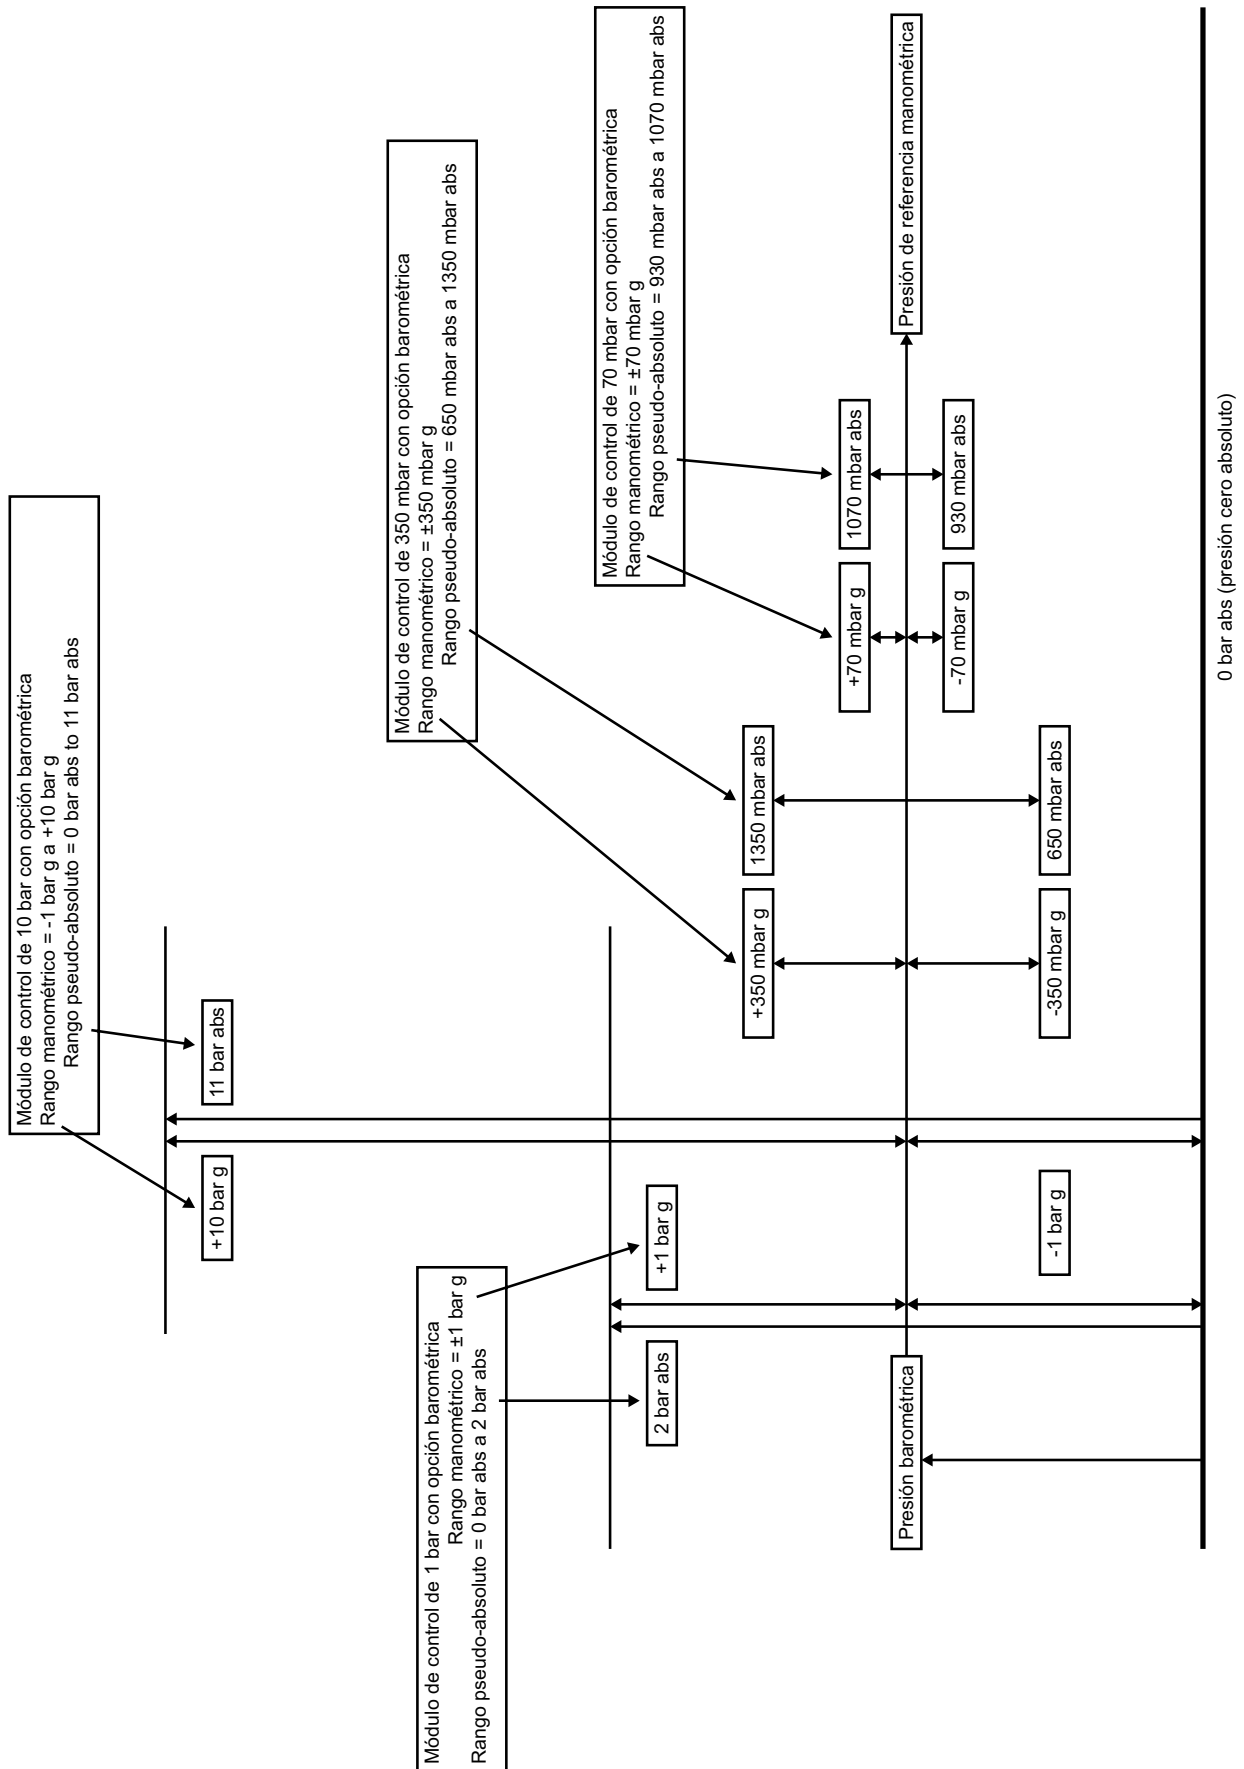 Módulo de control de 10 bar con opción barométrica
Rango manométrico = -1 bar g a +10 bar g
Rango pseudo-absoluto = 0 bar abs to 11 bar abs
+10 bar g
11 bar abs
Módulo de control de 1 bar con opción barométrica
Rango manométrico = ±1 bar g
Rango pseudo-absoluto = 0 bar abs a 2 bar abs
2 bar abs
+1 bar g
Módulo de control de 350 mbar con opción barométrica
Rango manométrico = ±350 mbar g
Rango pseudo-absoluto = 650 mbar abs a 1350 mbar abs
+350 mbar g
1350 mbar abs
Módulo de control de 70 mbar con opción barométrica
Rango manométrico = ±70 mbar g
Rango pseudo-absoluto = 930 mbar abs a 1070 mbar abs
+70 mbar g
1070 mbar abs
Presión barométrica
Presión de referencia manométrica
-70 mbar g
930 mbar abs
-1 bar g
-350 mbar g
650 mbar abs
0 bar abs (presión cero absoluto)